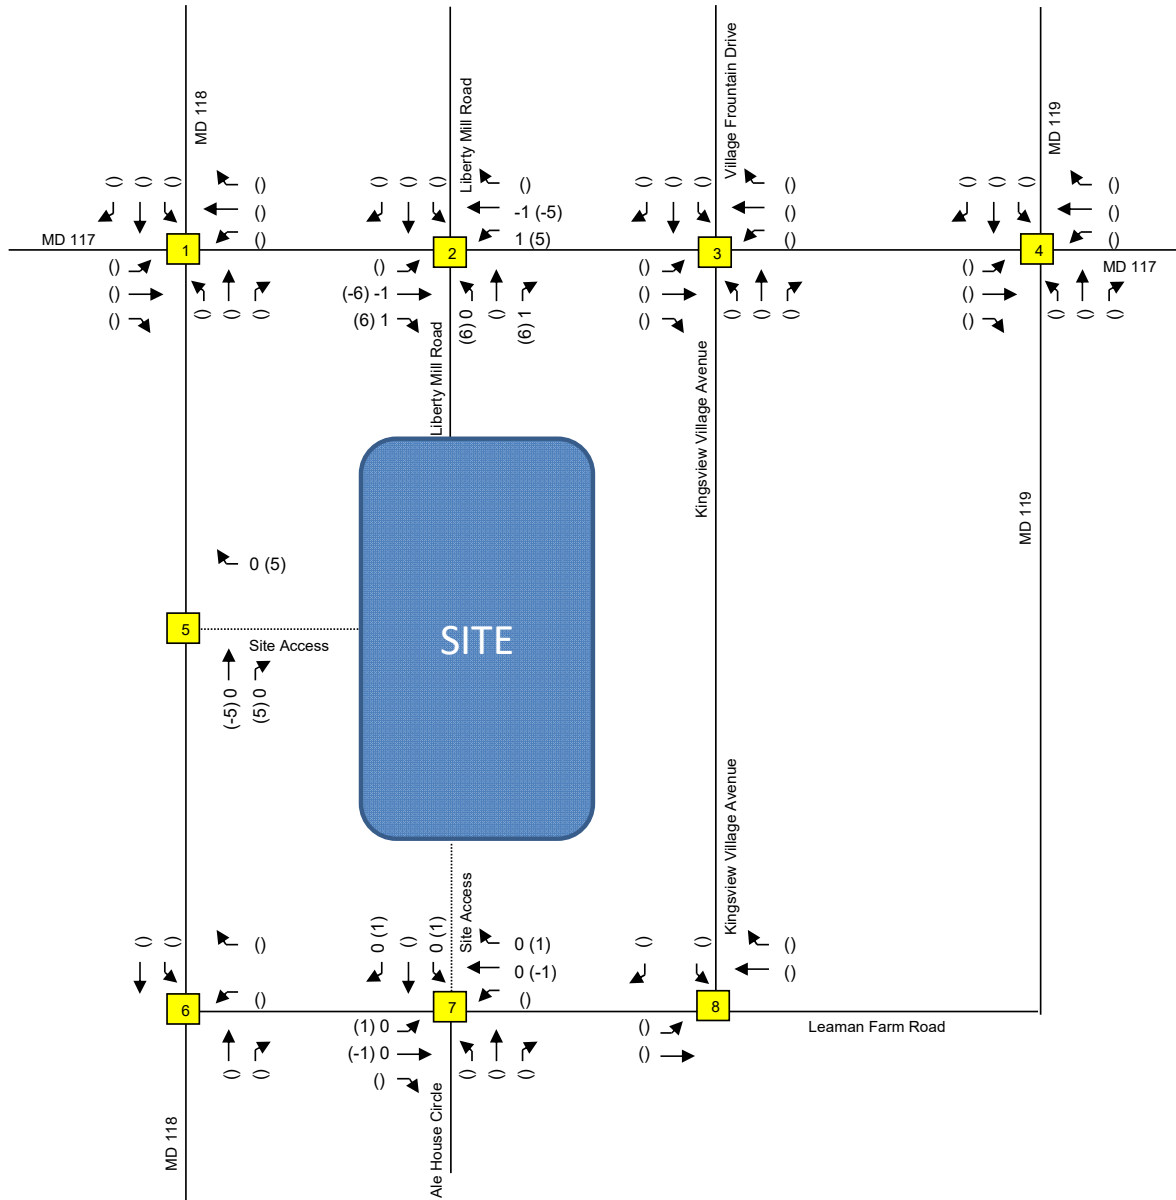 MD 118
Liberty Mill Road
Village Frountain Drive
MD 119
() () () ()
() () () ()
() () () ()
() () () ()
()
()
()
()
-1 (-5)
1 (5)
()
()
()
()
()
()
MD 117
1
2
3
4
MD 117
()
()
()
() () ()
()
(-6) -1
(6) 1
(6) 0
()
(6) 1
()
()
()
() () ()
()
()
()
() () ()
Liberty Mill Road
Kingsview Village Avenue
MD 119
0 (5)
5
Site Access
(-5) 0
(5) 0
SITE
Kingsview Village Avenue
Site Access
() ()
()
()
0 (1)
()
0 (1)
0 (1)
0 (-1)
()
() ()
()
()
6
7
8
Leaman Farm Road
() ()
(1) 0
(-1) 0
()
() () ()
()
()
MD 118
Ale House Circle